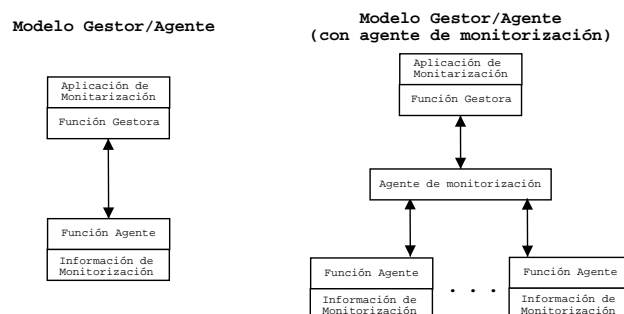 Modelo Gestor/Agente
Aplicación de
Monitarización
Función Gestora
Función Agente
Información de
Monitorización
Modelo Gestor/Agente
(con agente de monitorización)
Aplicación de
Monitarización
Función Gestora
Agente de monitorización
Función Agente
Información de
Monitorización
. . .
Función Agente
Información de
Monitorización